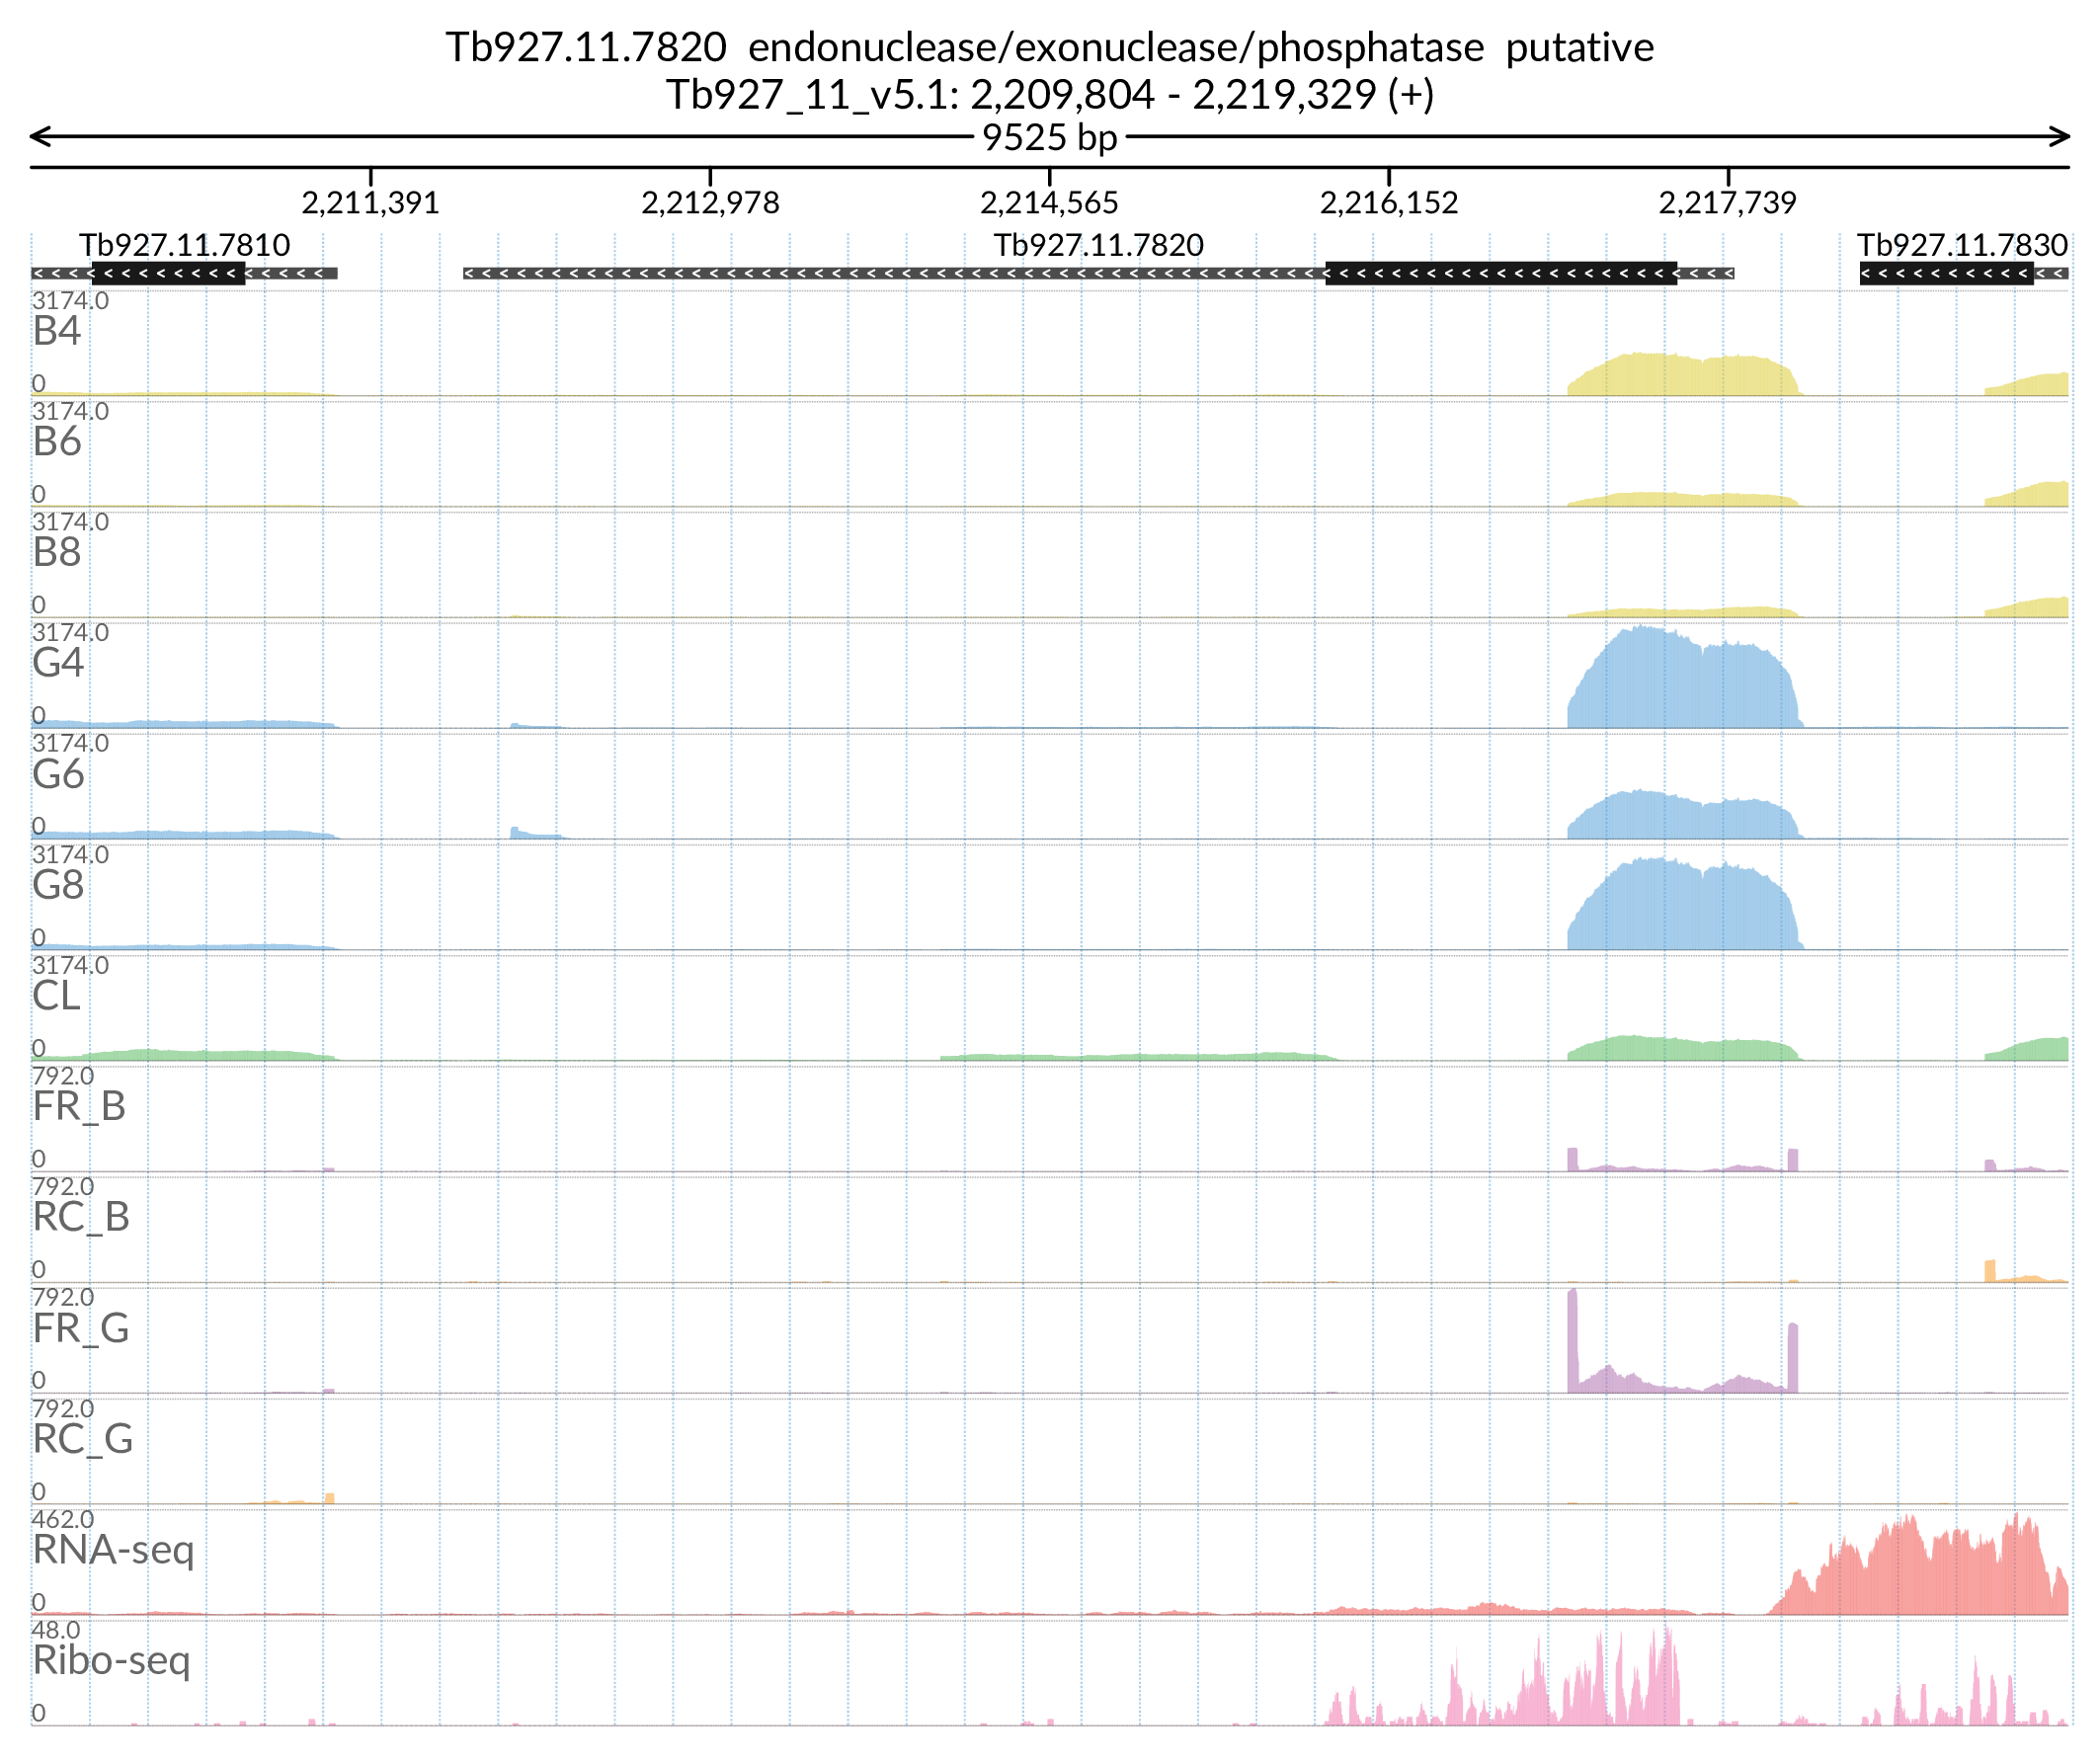 Tb927.11.7820 endonuclease/exonuclease/phosphatase putative
Tb927_11_v5.1: 2,209,804 - 2,219,329 (+)
9525 bp
2,211,391 2,212,978 2,214,565 2,216,152 2,217,739
Tb927.11.7810 Tb927.11.7820 Tb927.11.7830
3174.0
B4
0
3174.0
B6
0
3174.0
B8
0
3174.0
G4
0
3174.0
G6
0
3174.0
G8
0
3174.0
CL
0
792.0
FR_B
0
792.0
RC_B
0
792.0
FR_G
0
792.0
RC_G
0
462.0
RNA-seq
0
48.0
Ribo-seq
0